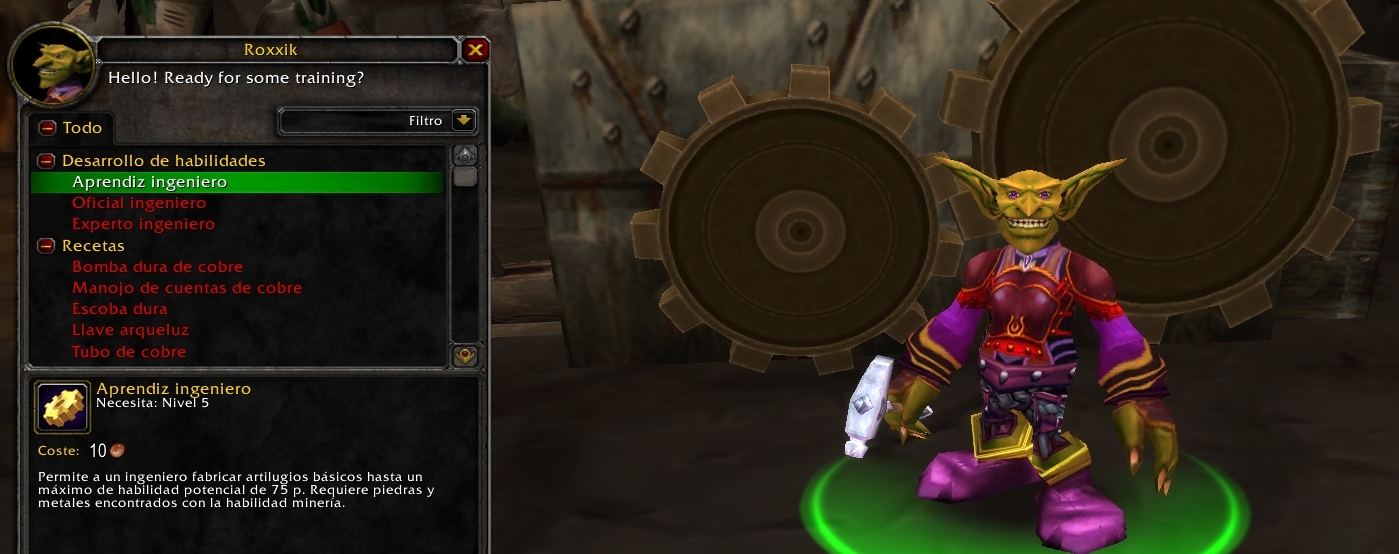 Roxxik
Hello! Ready for some training?
Filtro
Todo
Desarrollo de habilidades
Aprendiz ingeniero
Oficial ingeniero
Experto ingeniero
Recetas
Bomba dura de cobre
Manojo de cuentas de cobre
Escoba dura
Llave arqueluz
Tubo de cobre
Aprendiz ingeniero
Necesita: Nivel 5
Coste: 10
Permite a un ingeniero fabricar artilugios básicos hasta un
máximo de habilidad potencial de 75 p. Requiere piedras y
metales encontrados con la habilidad minería.